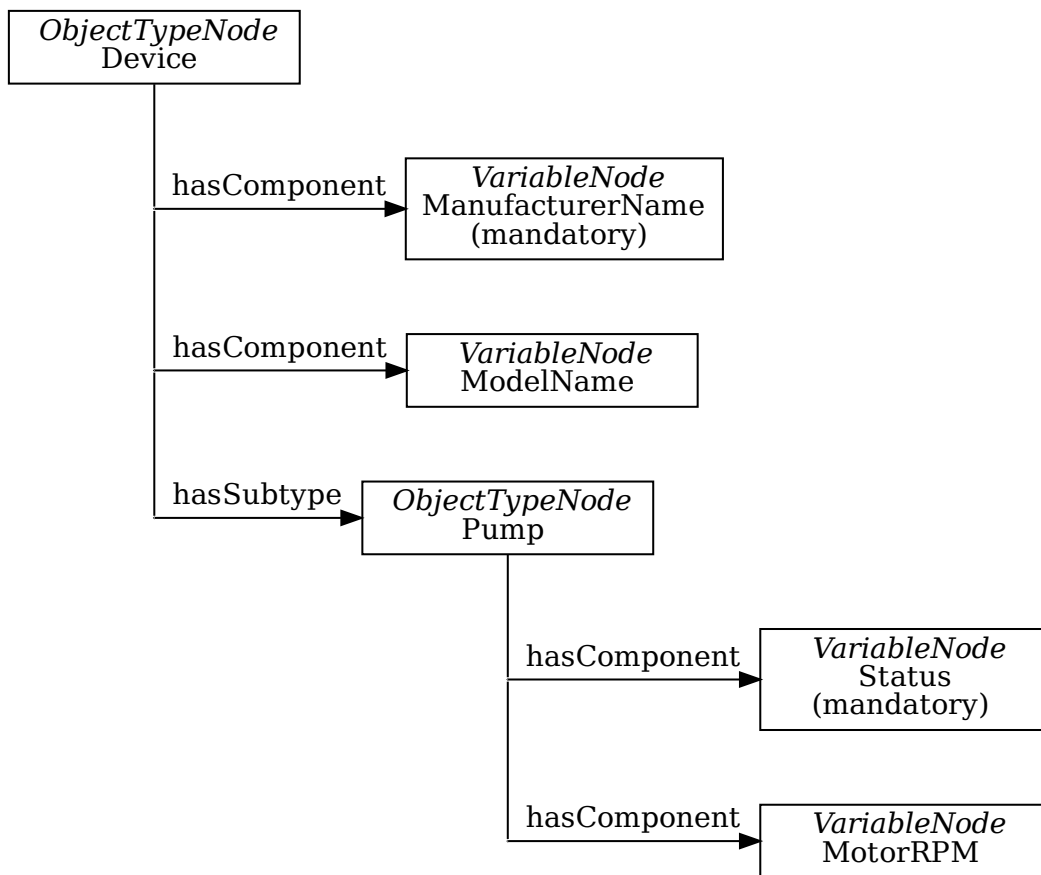 ObjectTypeNode
Device
hasComponent
VariableNode
ManufacturerName
(mandatory)
hasComponent
VariableNode
ModelName
hasSubtype
ObjectTypeNode
Pump
hasComponent
VariableNode
Status
(mandatory)
hasComponent
VariableNode
MotorRPM